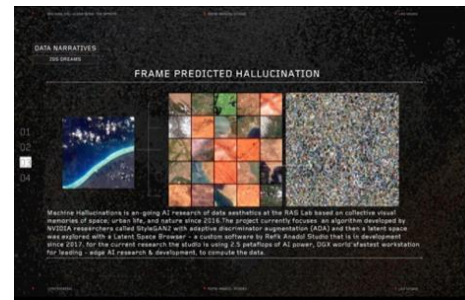 DATA NARRATIVES
ISS DREAMS
FRAME PREDICTED HALLUCINATION
01
02
03
04
Machine Hallucinations is an on-going AI research of data aesthetics at the RAS Lab based on collective visual
memories of space; urban life, and nature since 2016.The project currently focuses an algorithm developed by
NVIDIA researchers called StyleGAN2 with adaptive discriminator augmentation (ADA) and then a latent space
was explored with a Latent Space Browser - a custom software by Refik Anadol Studio that is in development
since 2017. for the current research the studio is using 2.5 petaflops of AI power, DGX world'sfastest workstation
for leading - edge AI research & development, to compute the data.